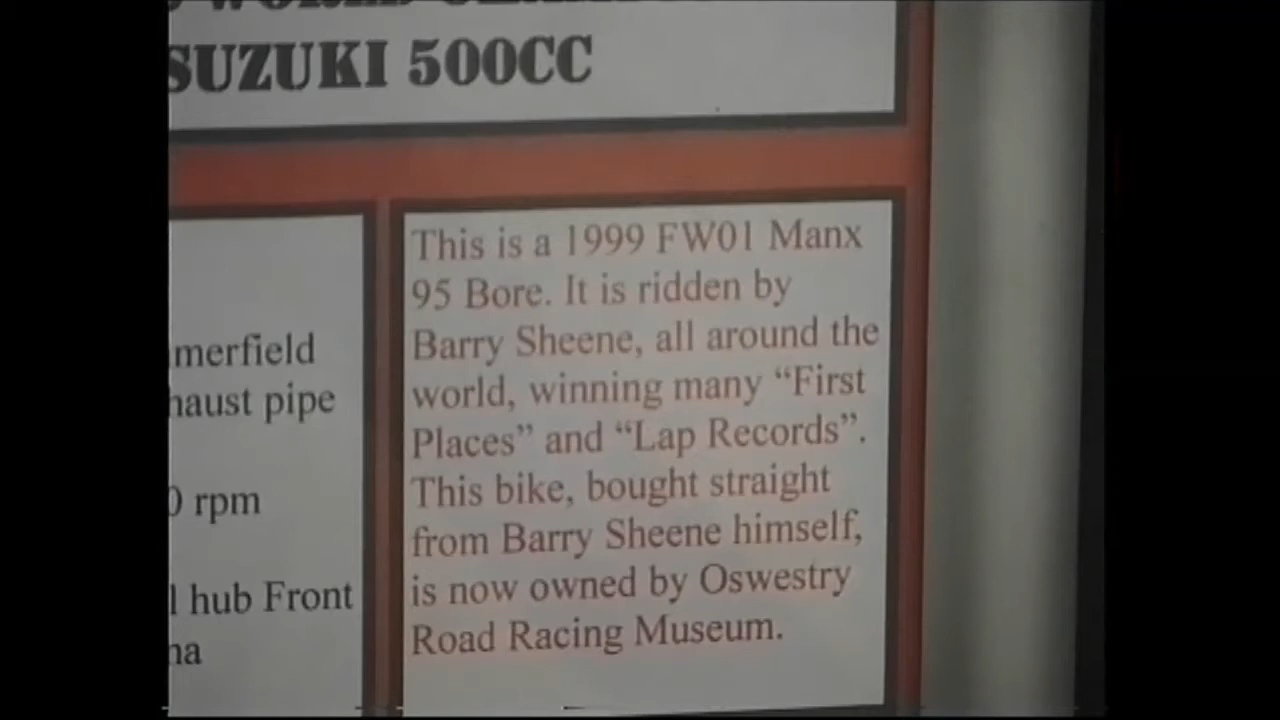 SUZUKI 500CC
merfield
haust pipe
0 rpm
l hub Front
na
This is a 1999 FW01 Manx
95 Bore. It is ridden by
Barry Sheene, all around the
world, winning many “First
Places” and “Lap Records”.
This bike, bought straight
from Barry Sheene himself,
is now owned by Oswestry
Road Racing Museum.